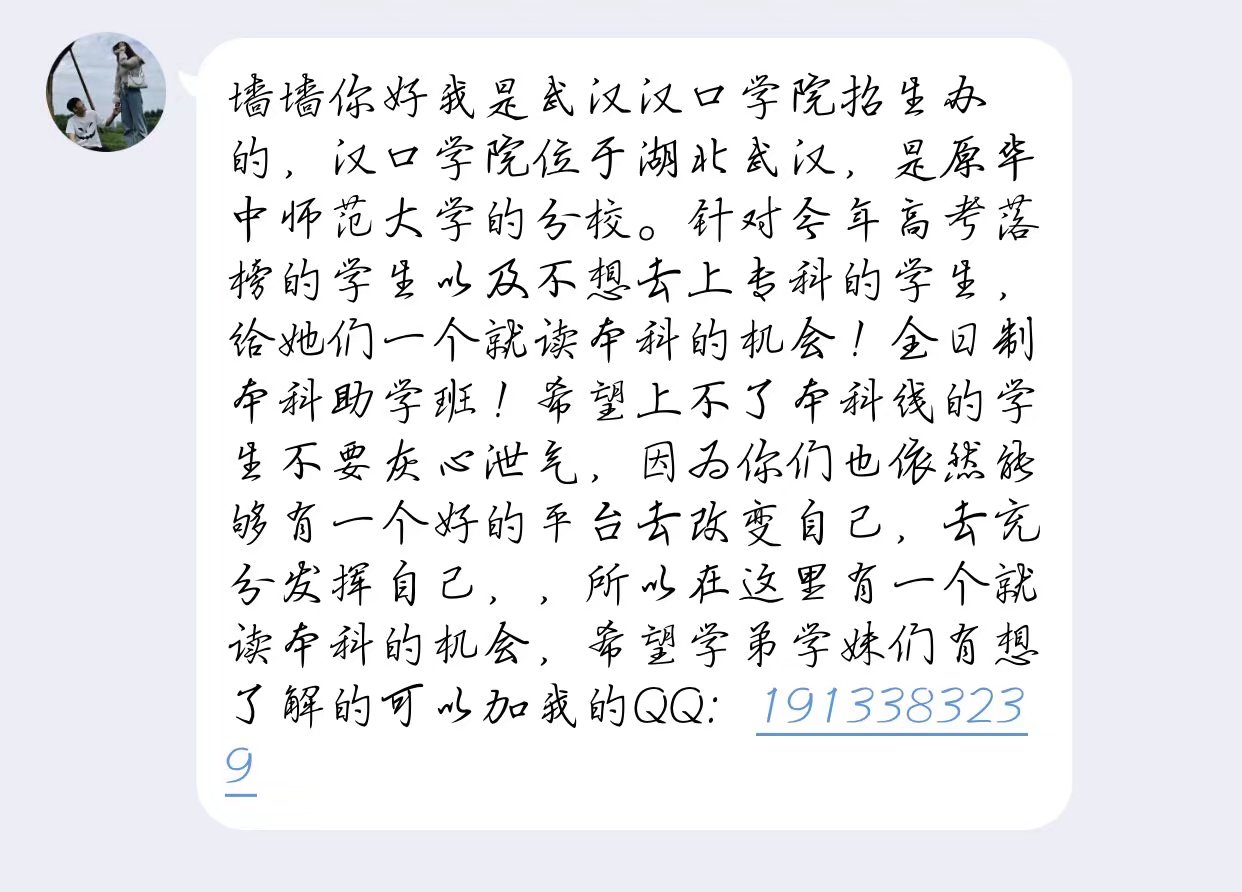 墙墙你好我是武汉汉口学院招生办
的，汉口学院位于湖北武汉，是原华
中师范大学的分校。针对今年高考落
榜的学生以及不想去上专科的学生，
给她们一个就读本科的机会！全日制
本科助学班！希望上不了本科线的学
生不要灰心泄气，因为你们也依然能
够有一个好的平台去改变自己，去充
分发挥自己，，所以在这里有一个就
读本科的机会，希望学弟学妹们有想
了解的可以加我的QQ： 191338323
9